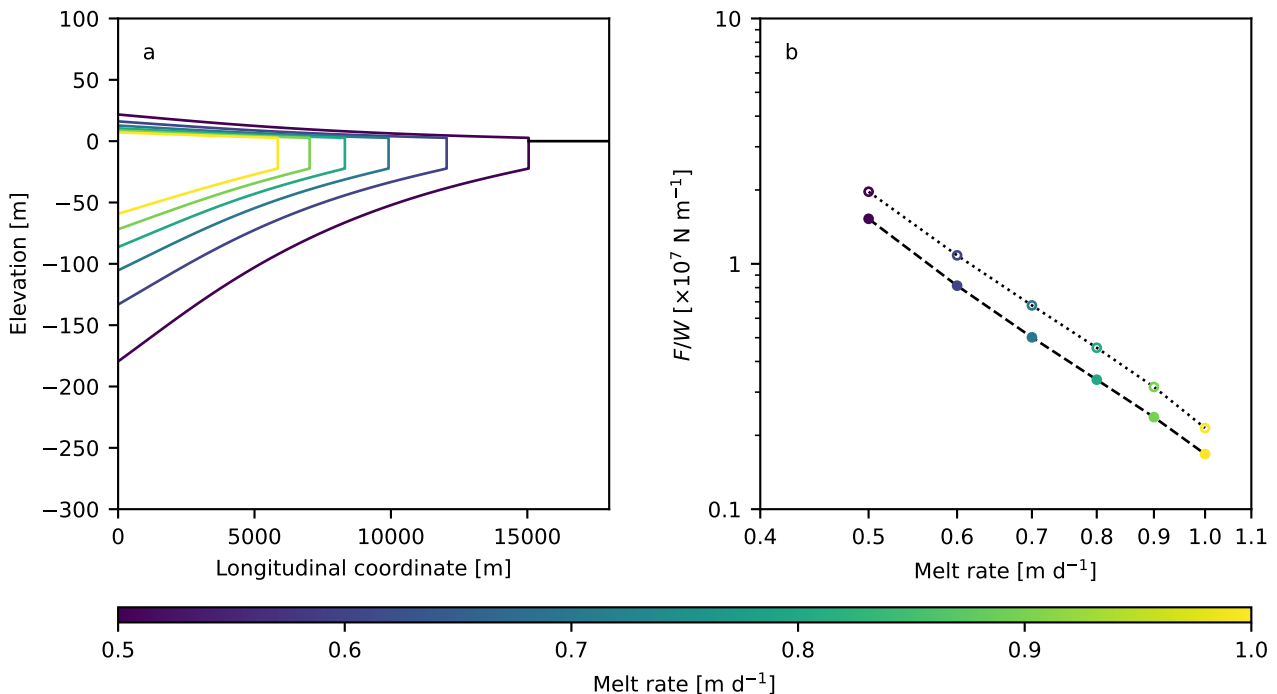 a
100
50
0
−50
−100
−150
−200
−250
−300
Elevation [m]
0 5000 10000 15000
Longitudinal coordinate [m]
b
10
1
0.1
F/W [×10⁷ N m⁻¹]
0.4 0.5 0.6 0.7 0.8 0.9 1.0 1.1
Melt rate [m d⁻¹]
0.5 0.6 0.7 0.8 0.9 1.0
Melt rate [m d⁻¹]